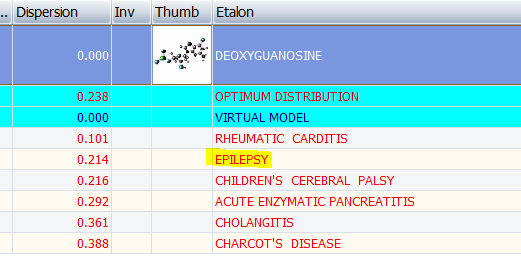 .. Dispersion Inv Thumb Etalon
0.000 DEOXYGUANOSINE
0.238 OPTIMUM DISTRIBUTION
0.000 VIRTUAL MODEL
0.101 RHEUMATIC CARDITIS
0.214 EPILEPSY
0.216 CHILDREN'S CEREBRAL PALSY
0.292 ACUTE ENZYMATIC PANCREATITIS
0.361 CHOLANGITIS
0.388 CHARCOT'S DISEASE